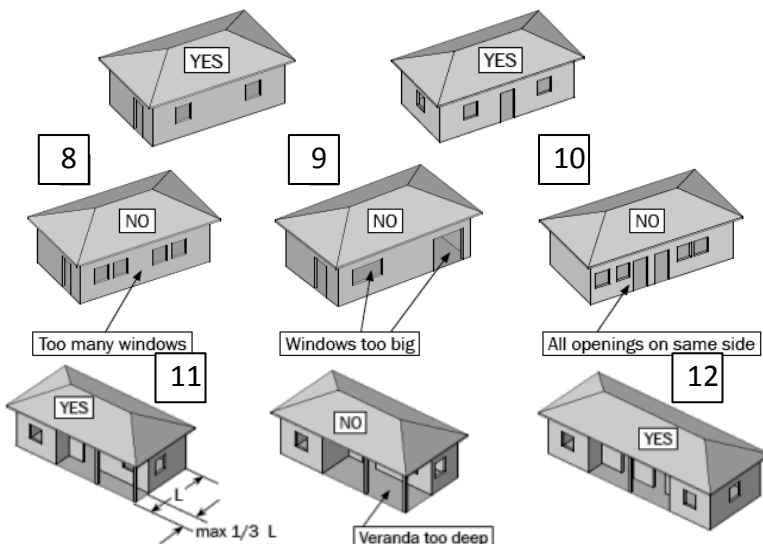 YES
YES
8
9
10
NO
NO
NO
Too many windows
Windows too big
All openings on same side
11
12
YES
NO
YES
L
max 1/3 L
Veranda too deep